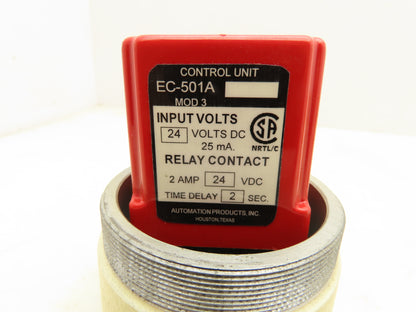 CONTROL UNIT
EC-501A
MOD 3
INPUT VOLTS
24 VOLTS DC
25 mA.
SA
NRTL/C
RELAY CONTACT
2 AMP 24 VDC
TIME DELAY 2 SEC.
AUTOMATION PRODUCTS, INC.
HOUSTON, TEXAS